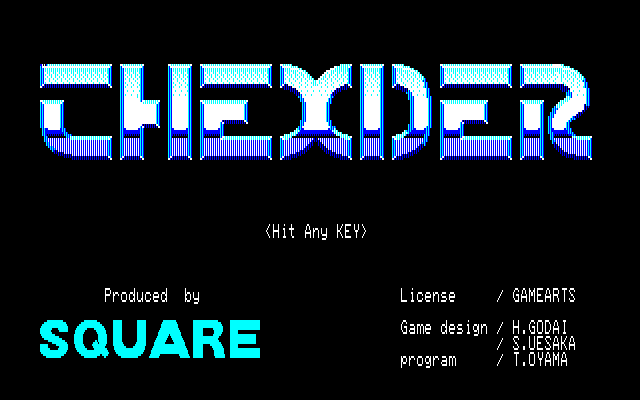 THEXDER
<Hit Any KEY>
Produced by
SQUARE
License / GAMEARTS
Game design / H.GODAI
/ S.UESAKA
program / T.OYAMA